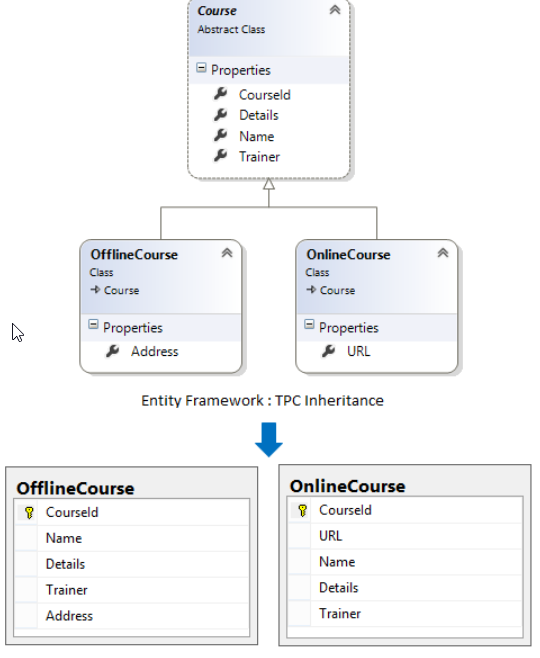 Course
Abstract Class
Properties
CourseId
Details
Name
Trainer
OfflineCourse
Class
Course
Properties
Address
OnlineCourse
Class
Course
Properties
URL
Entity Framework : TPC Inheritance
OfflineCourse
CourseId
Name
Details
Trainer
Address
OnlineCourse
CourseId
URL
Name
Details
Trainer